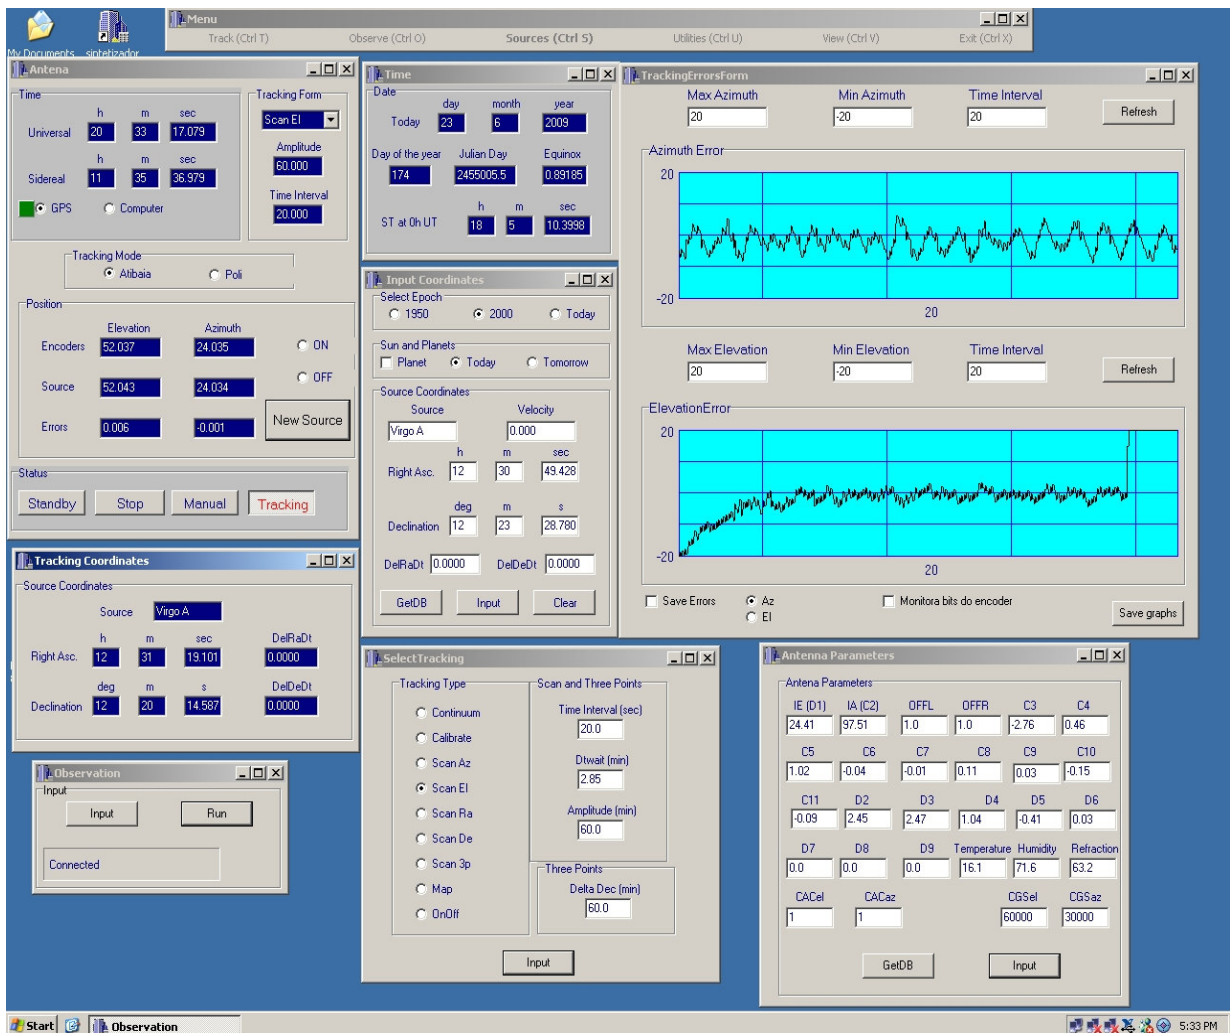 My Documents
sintetizador
Menu
Track (Ctrl T) Observe (Ctrl O) Sources (Ctrl S) Utilities (Ctrl U) View (Ctrl V) Exit (Ctrl X)
Antena
Time
h m sec
Universal 20 33 17.079
h m sec
Sidereal 11 35 36.979
GPS Computer
Tracking Form
Scan El
Amplitude
60.000
Time Interval
20.000
Tracking Mode
Atibaia Poli
Position
Elevation Azimuth
Encoders 52.037 24.035 ON
OFF
Source 52.043 24.034
Errors 0.006 -0.001 New Source
Status
Standby Stop Manual Tracking
Time
Date
day month year
Today 23 6 2009
Day of the year Julian Day Equinox
174 2455005.5 0.89185
h m sec
ST at 0h UT 18 5 10.3998
Input Coordinates
Select Epoch
1950 2000 Today
Sun and Planets
Planet Today Tomorrow
Source Coordinates
Source Velocity
Virgo A 0.000
h m sec
Right Asc. 12 30 49.428
deg m s
Declination 12 23 28.780
DelRaDt 0.0000 DelDeDt 0.0000
GetDB Input Clear
TrackingErrorsForm
Max Azimuth Min Azimuth Time Interval
20 -20 20 Refresh
Azimuth Error
20
-20
20
Max Elevation Min Elevation Time Interval
20 -20 20 Refresh
ElevationError
20
-20
20
Save Errors Az Monitora bits do encoder
El
Save graphs
Tracking Coordinates
Source Coordinates
Source Virgo A
h m sec DelRaDt
Right Asc. 12 31 19.101 0.0000
deg m s DelDeDt
Declination 12 20 14.587 0.0000
Observation
Input
Input Run
Connected
SelectTracking
Tracking Type
Continuum
Calibrate
Scan Az
Scan El
Scan Ra
Scan De
Scan 3p
Map
OnOff
Scan and Three Points
Time Interval (sec)
20.0
Dtwait (min)
2.85
Amplitude (min)
60.0
Three Points
Delta Dec (min)
60.0
Input
Antenna Parameters
Antena Parameters
IE (D1) IA (C2) OFFL OFFR C3 C4
24.41 97.51 1.0 1.0 -2.76 0.46
C5 C6 C7 C8 C9 C10
1.02 -0.04 -0.01 0.11 0.03 -0.15
C11 D2 D3 D4 D5 D6
-0.09 2.45 2.47 1.04 -0.41 0.03
D7 D8 D9 Temperature Humidity Refraction
0.0 0.0 0.0 16.1 71.6 63.2
CACel CACaz CGSel CGSaz
1 1 60000 30000
GetDB Input
Start Observation 5:33 PM